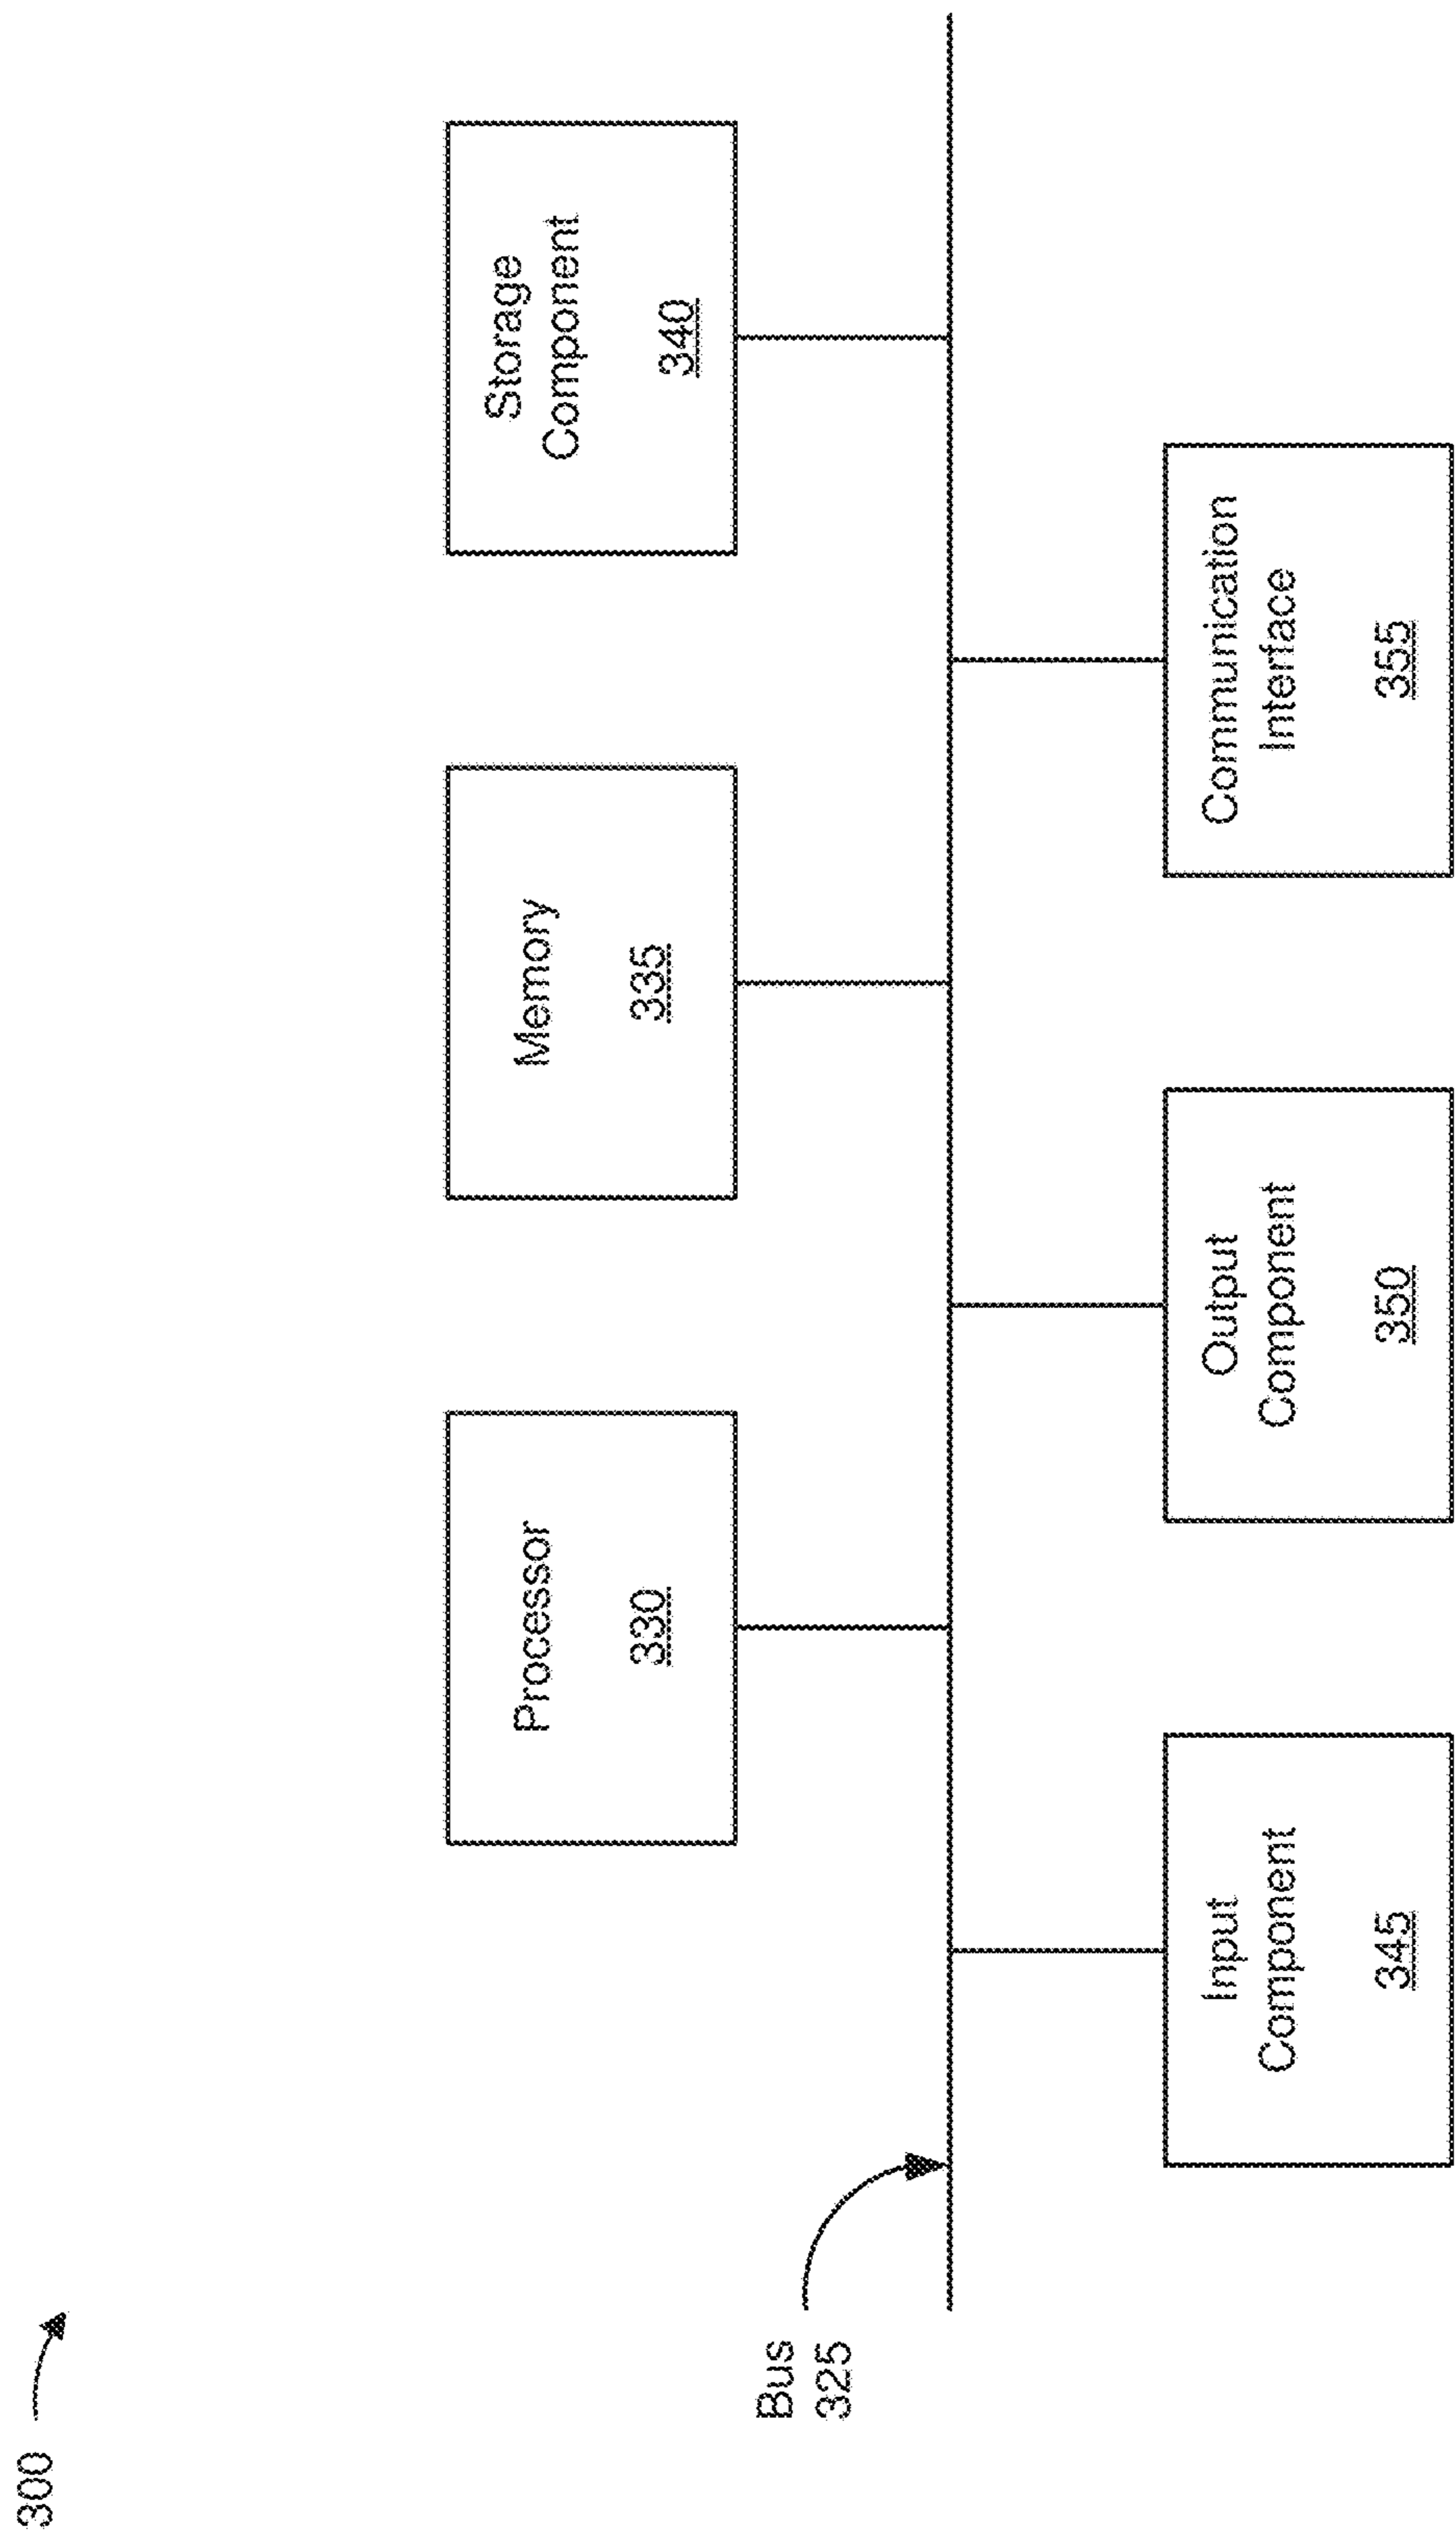 300
Processor
330
Memory
335
Storage
Component
340
Bus
325
Input
Component
345
Output
Component
350
Communication
Interface
355